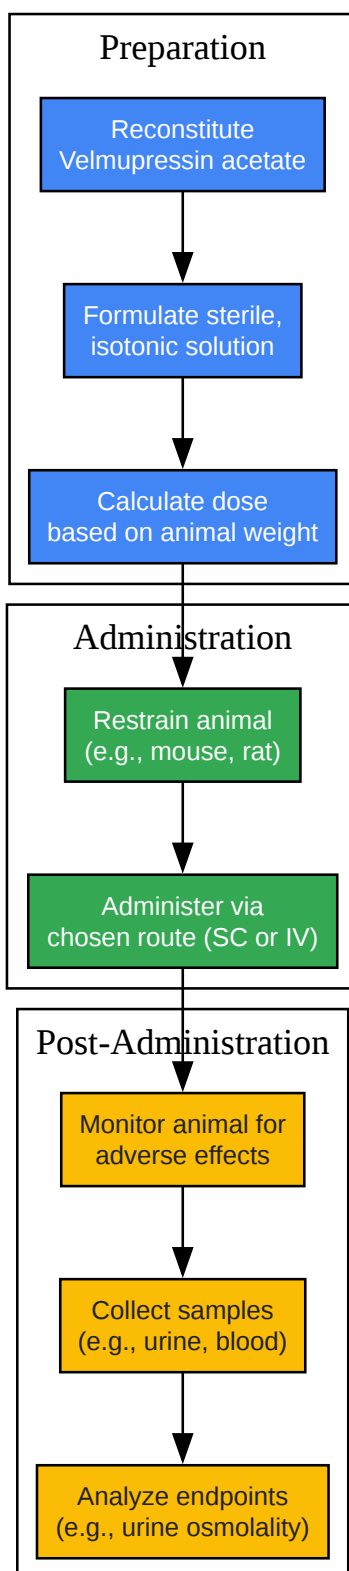 Preparation
Reconstitute
Velmupressin acetate
Formulate sterile,
isotonic solution
Calculate dose
based on animal weight
Administration
Restrain animal
(e.g., mouse, rat)
Administer via
chosen route (SC or IV)
Post-Administration
Monitor animal for
adverse effects
Collect samples
(e.g., urine, blood)
Analyze endpoints
(e.g., urine osmolality)